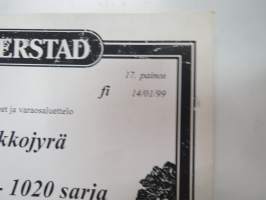 ERSTAD
17. painos
fi 14/01/99
et ja varaosaluettelo
kkojyrä
- 1020 sarja